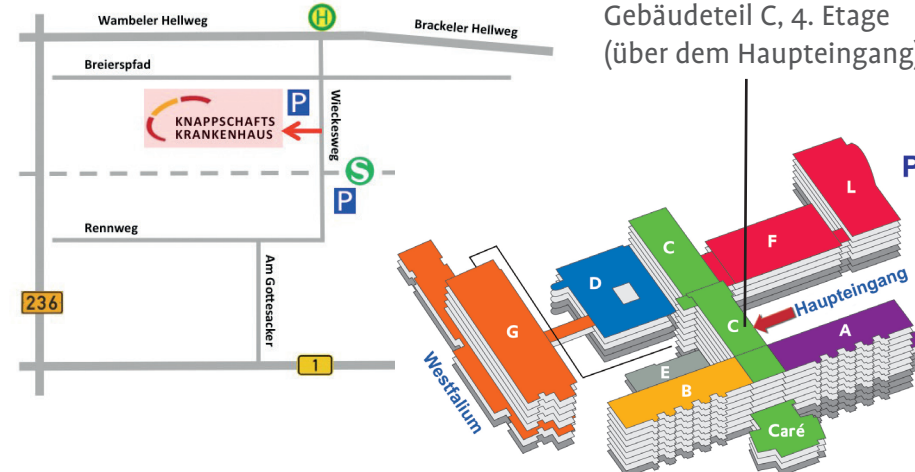 Wambeler Hellweg
H
Brackeler Hellweg
Breierspfad
P
KNAPPSCHAFTS
KRANKENHAUS
Wieckesweg
S
P
Rennweg
Am Gottesacker
236
1
Gebäudeteil C, 4. Etage
(über dem Haupteingang)
P
L
F
C
D
Haupteingang
C
A
G
E
B
Westfalium
Caré